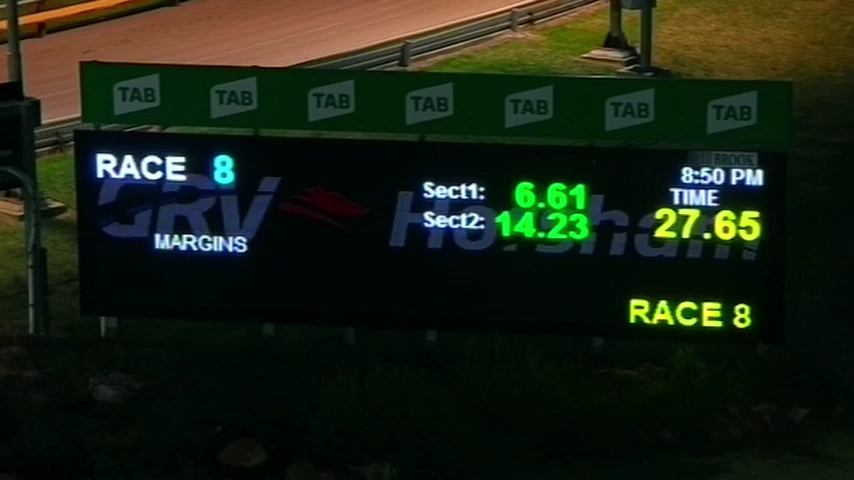 TAB TAB TAB TAB TAB TAB TAB
BROOK
RACE 8
8:50 PM
Sect1: 6.61
TIME
Sect2: 14.23
27.65
GRV Horsham
MARGINS
RACE 8